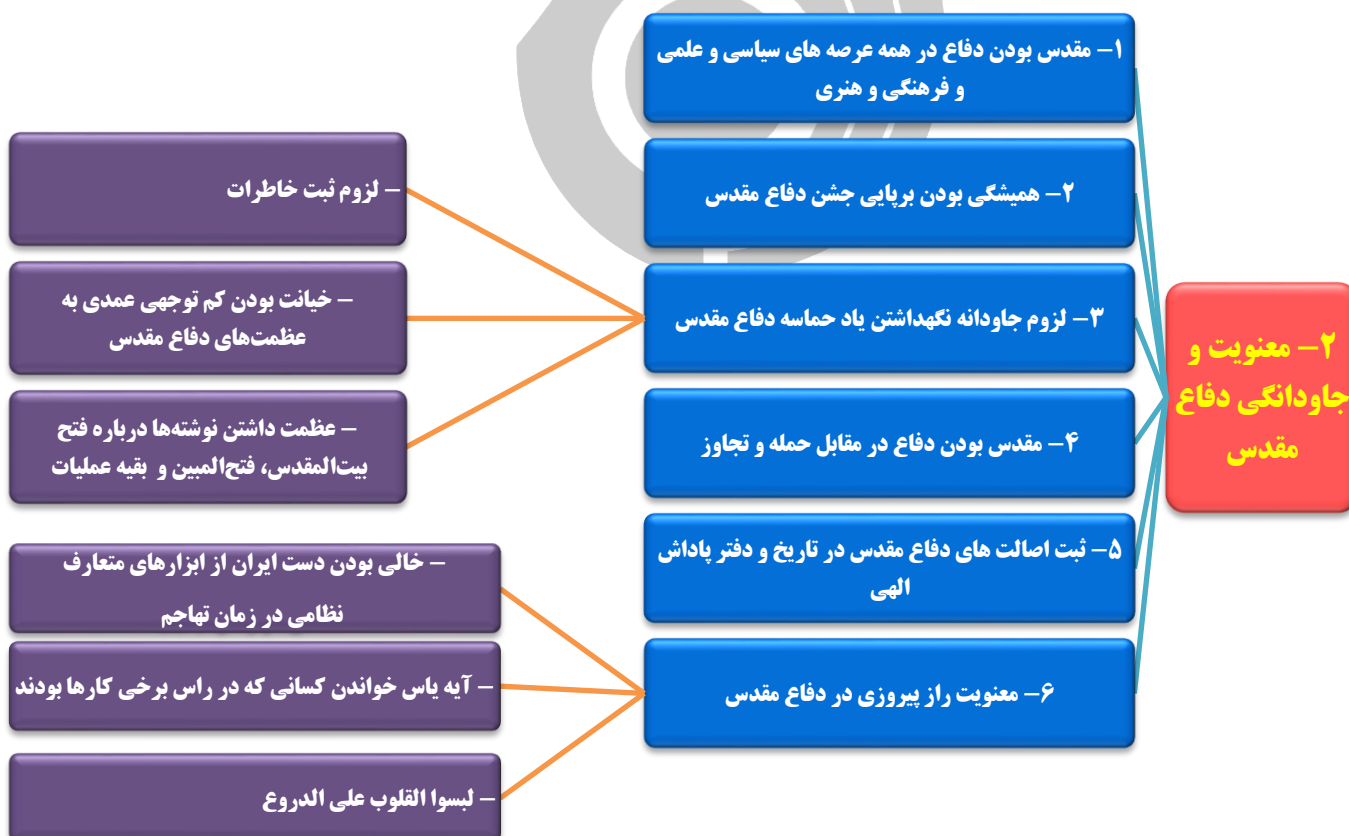 ۲- معنویت و
جاودانگی دفاع
مقدس
۱- مقدس بودن دفاع در همه عرصه های سیاسی و علمی
و فرهنگی و هنری
۲- همیشگی بودن برپایی جشن دفاع مقدس
۳- لزوم جاودانه نگهداشتن یاد حماسه دفاع مقدس
- لزوم ثبت خاطرات
- خیانت بودن کم توجهی عمدی به
عظمت‌های دفاع مقدس
- عظمت داشتن نوشته‌ها درباره فتح
بیت‌المقدس، فتح‌المبین و بقیه عملیات
۴- مقدس بودن دفاع در مقابل حمله و تجاوز
۵- ثبت اصالت های دفاع مقدس در تاریخ و دفتر پاداش
الهی
۶- معنویت راز پیروزی در دفاع مقدس
- خالی بودن دست ایران از ابزارهای متعارف
نظامی در زمان تهاجم
- آیه یاس خواندن کسانی که در راس برخی کارها بودند
- لبسوا القلوب علی الدروع